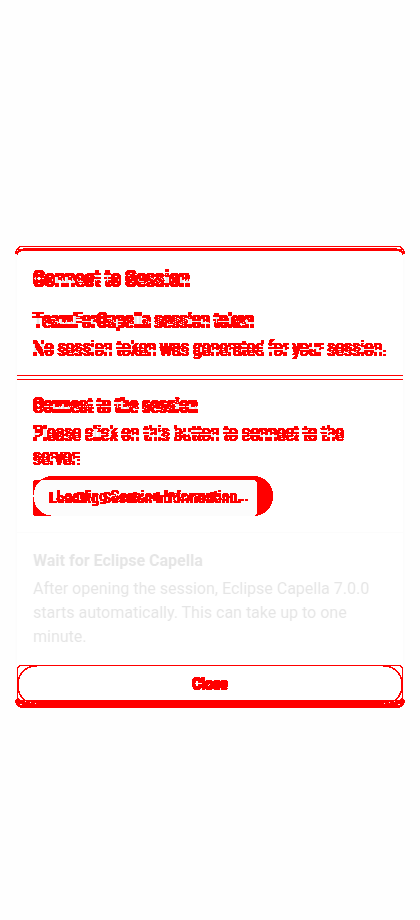 Connect to Session
TeamForCapella session token
No session token was generated for your session.
Connect to the session
Please click on this button to connect to the
server:
Loading Session Information...
Wait for Eclipse Capella
After opening the session, Eclipse Capella 7.0.0
starts automatically. This can take up to one
minute.
Close